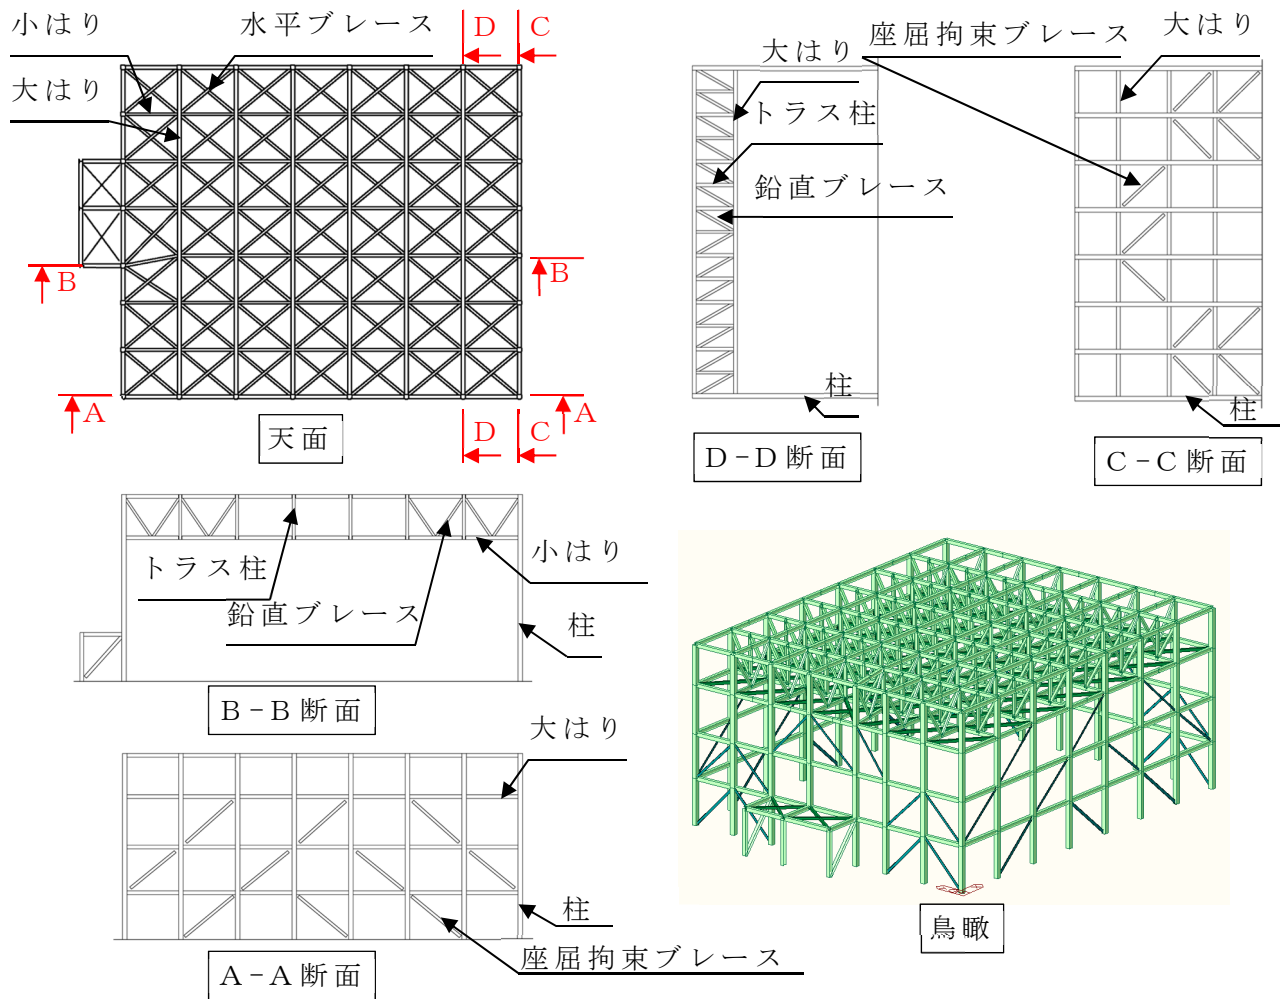 小はり
水平ブレース
大はり
D
C
B
B
A
A
D
C
天面
大はり
トラス柱
鉛直ブレース
柱
D-D断面
座屈拘束ブレース
大はり
柱
C-C断面
トラス柱
鉛直ブレース
小はり
柱
B-B断面
大はり
柱
座屈拘束ブレース
A-A断面
鳥瞰